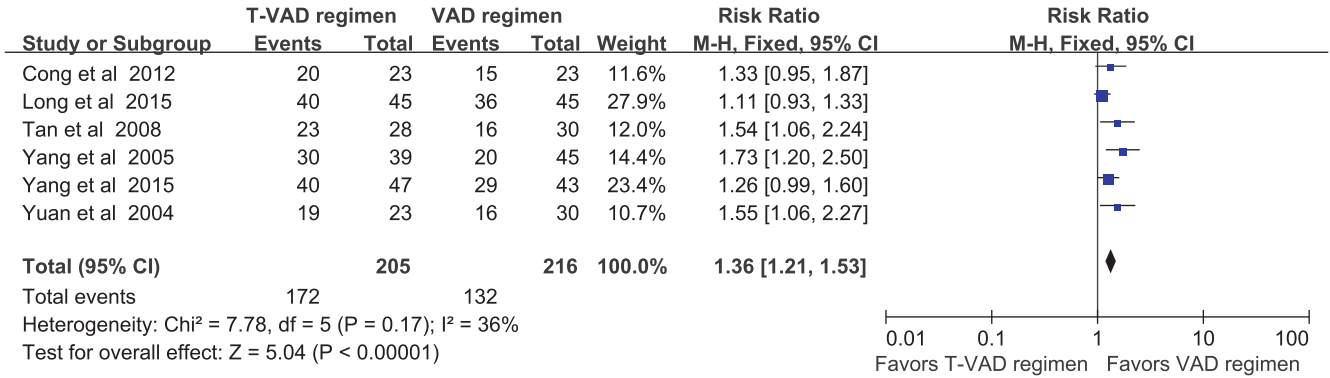 T-VAD regimen VAD regimen Risk Ratio Risk Ratio
Study or Subgroup Events Total Events Total Weight M-H, Fixed, 95% CI M-H, Fixed, 95% CI
Cong et al 2012 20 23 15 23 11.6% 1.33 [0.95, 1.87]
Long et al 2015 40 45 36 45 27.9% 1.11 [0.93, 1.33]
Tan et al 2008 23 28 16 30 12.0% 1.54 [1.06, 2.24]
Yang et al 2005 30 39 20 45 14.4% 1.73 [1.20, 2.50]
Yang et al 2015 40 47 29 43 23.4% 1.26 [0.99, 1.60]
Yuan et al 2004 19 23 16 30 10.7% 1.55 [1.06, 2.27]
Total (95% CI) 205 216 100.0% 1.36 [1.21, 1.53]
Total events 172 132
Heterogeneity: Chi² = 7.78, df = 5 (P = 0.17); I² = 36%
Test for overall effect: Z = 5.04 (P < 0.00001)
0.01 0.1 1 10 100
Favors T-VAD regimen Favors VAD regimen